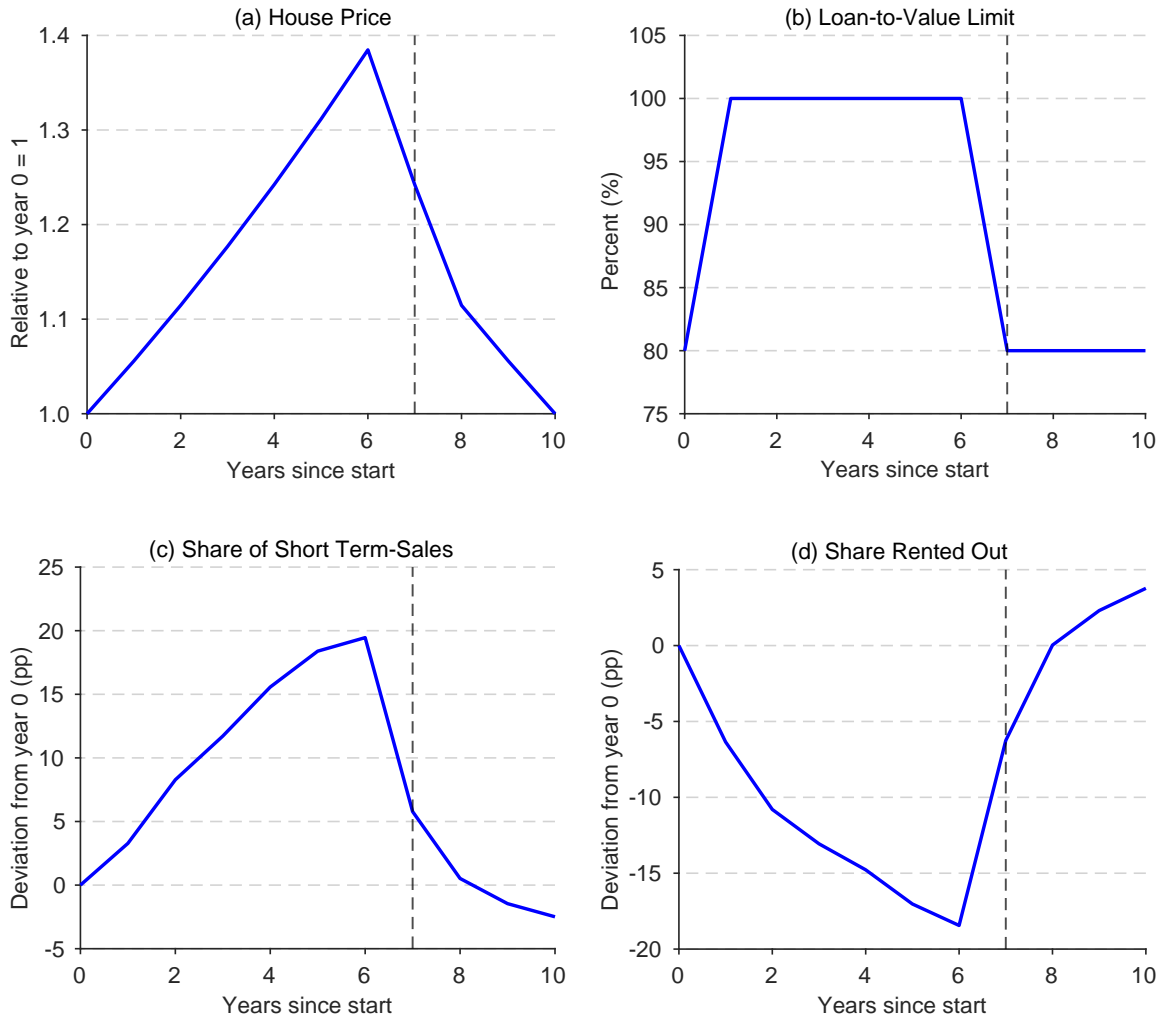 (a) House Price
1.4
1.3
1.2
1.1
1.0
Relative to year 0 = 1
0 2 4 6 8 10
Years since start
(b) Loan-to-Value Limit
105
100
95
90
85
80
75
Percent (%)
0 2 4 6 8 10
Years since start
(c) Share of Short Term-Sales
25
20
15
10
5
0
-5
Deviation from year 0 (pp)
0 2 4 6 8 10
Years since start
(d) Share Rented Out
5
0
-5
-10
-15
-20
Deviation from year 0 (pp)
0 2 4 6 8 10
Years since start